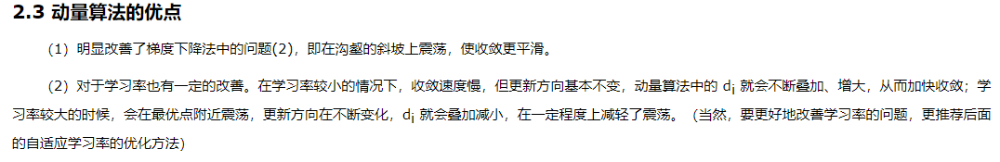 2.3 动量算法的优点
（1）明显改善了梯度下降法中的问题(2)，即在沟壑的斜坡上震荡，使收敛更平滑。
（2）对于学习率也有一定的改善。在学习率较小的情况下，收敛速度慢，但更新方向基本不变，动量算法中的 di 就会不断叠加、增大，从而加快收敛；学
习率较大的时候，会在最优点附近震荡，更新方向在不断变化，di 就会叠加减小，在一定程度上减轻了震荡。（当然，要更好地改善学习率的问题，更推荐后面
的自适应学习率的优化方法）